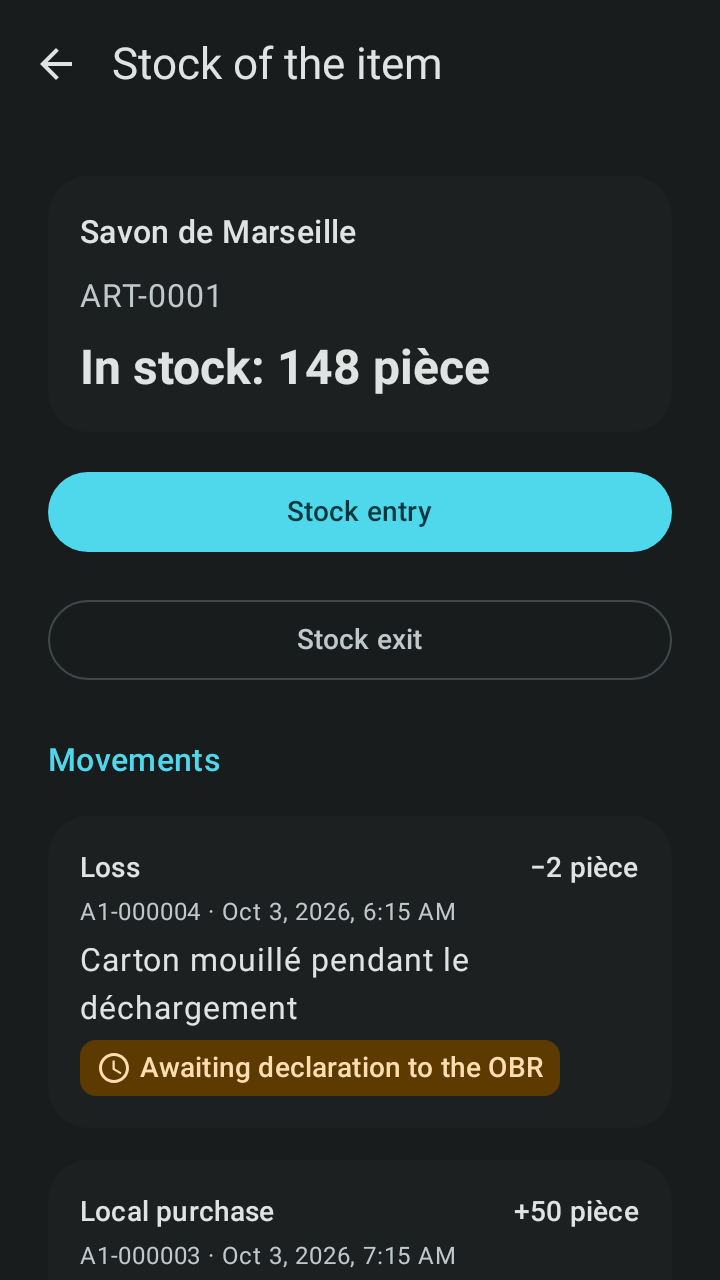 Stock of the item
Savon de Marseille
ART-0001
In stock: 148 pièce
Stock entry
Stock exit
Movements
Loss −2 pièce
A1-000004 · Oct 3, 2026, 6:15 AM
Carton mouillé pendant le
déchargement
Awaiting declaration to the OBR
Local purchase +50 pièce
A1-000003 · Oct 3, 2026, 7:15 AM